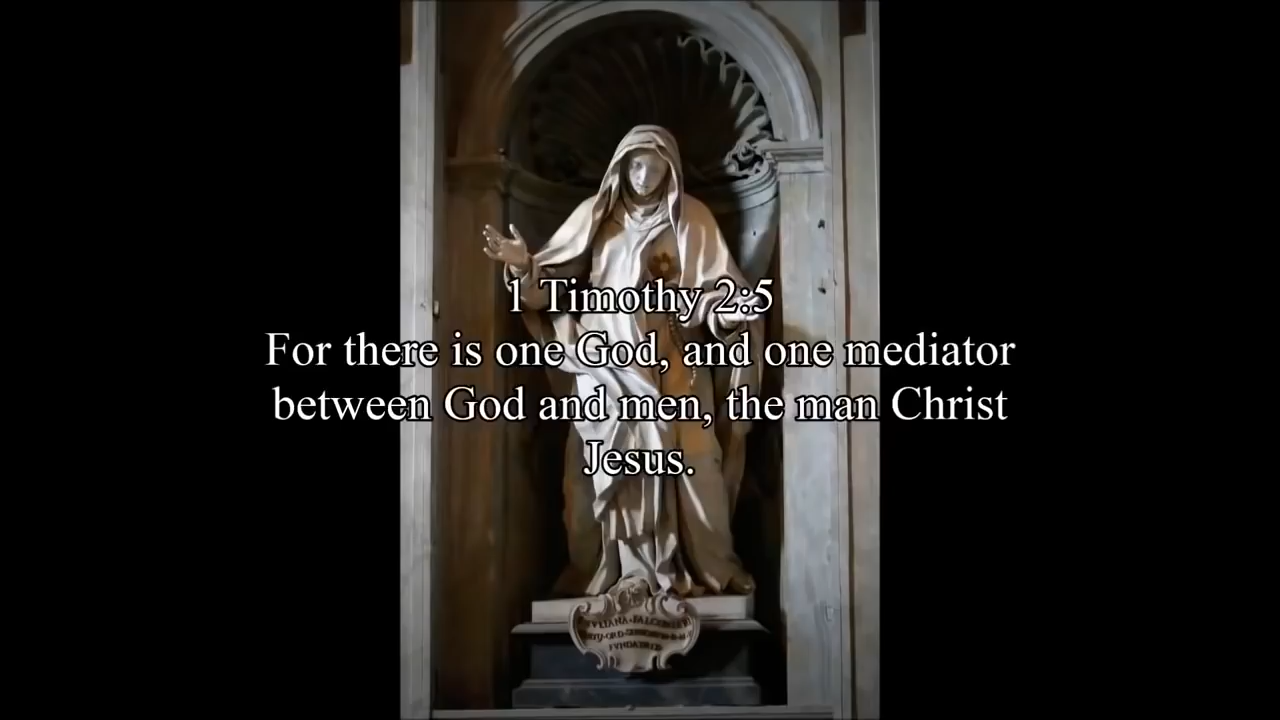 1 Timothy 2:5
For there is one God, and one mediator
between God and men, the man Christ
Jesus.